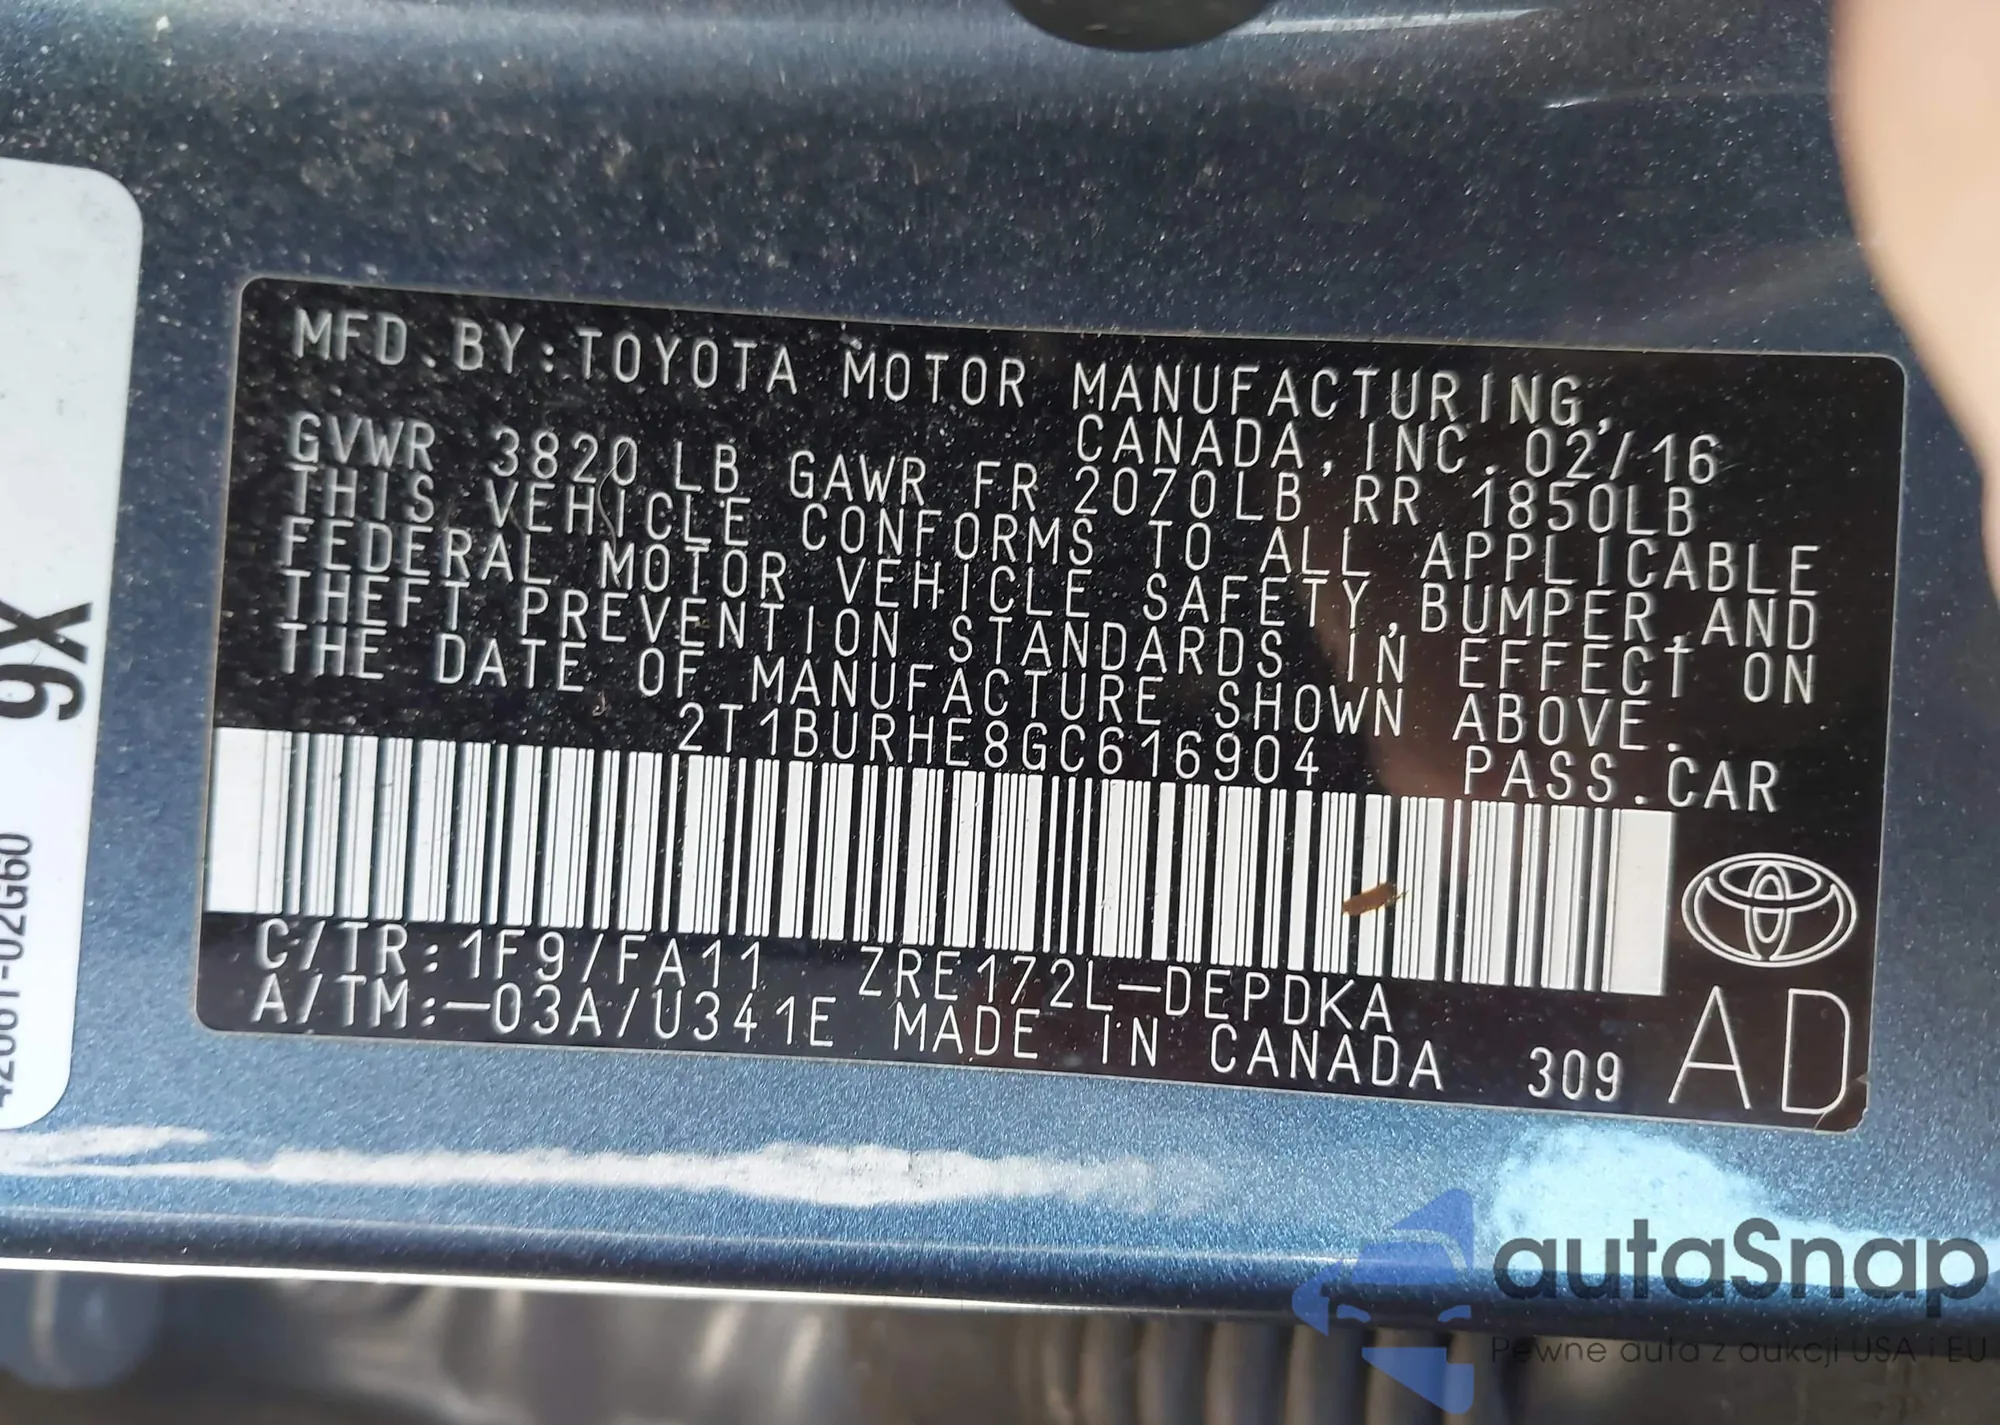 MFD.BY:TOYOTA MOTOR MANUFACTURING,
CANADA,INC.02/16
GVWR 3820 LB GAWR FR 2070LB RR 1850LB
THIS VEHICLE CONFORMS TO ALL APPLICABLE
FEDERAL MOTOR VEHICLE SAFETY,BUMPER,AND
THEFT PREVENTION STANDARDS IN EFFECT ON
THE DATE OF MANUFACTURE SHOWN ABOVE.
2T1BURHE8GC616904 PASS.CAR
C/TR:1F9/FA11 ZRE172L-DEPDKA
A/TM:-03A/U341E MADE IN CANADA 309 AD
9X
autaSnap
Pewne auta z aukcji USA i EU